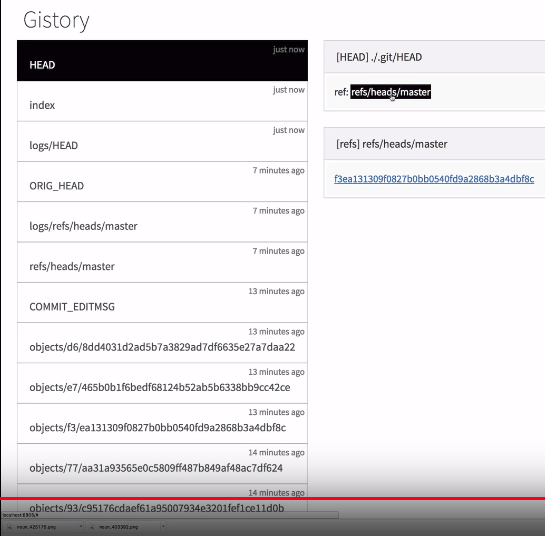 Gistory
just now
HEAD
just now
index
just now
logs/HEAD
7 minutes ago
ORIG_HEAD
7 minutes ago
logs/refs/heads/master
7 minutes ago
refs/heads/master
13 minutes ago
COMMIT_EDITMSG
13 minutes ago
objects/d6/8dd4031d2ad5b7a3829ad7df6635e27a7daa22
13 minutes ago
objects/e7/465b0b1f6bedf68124b52ab5b6338bb9cc42ce
13 minutes ago
objects/f3/ea131309f0827b0bb0540fd9a2868b3a4dbf8c
14 minutes ago
objects/77/aa31a93565e0c5809ff487b849af48ac7df624
14 minutes ago
objects/93/c95176cdaef61a95007934e3201fef1ce11d0b
[HEAD] ./.git/HEAD
ref: refs/heads/master
[refs] refs/heads/master
f3ea131309f0827b0bb0540fd9a2868b3a4dbf8c